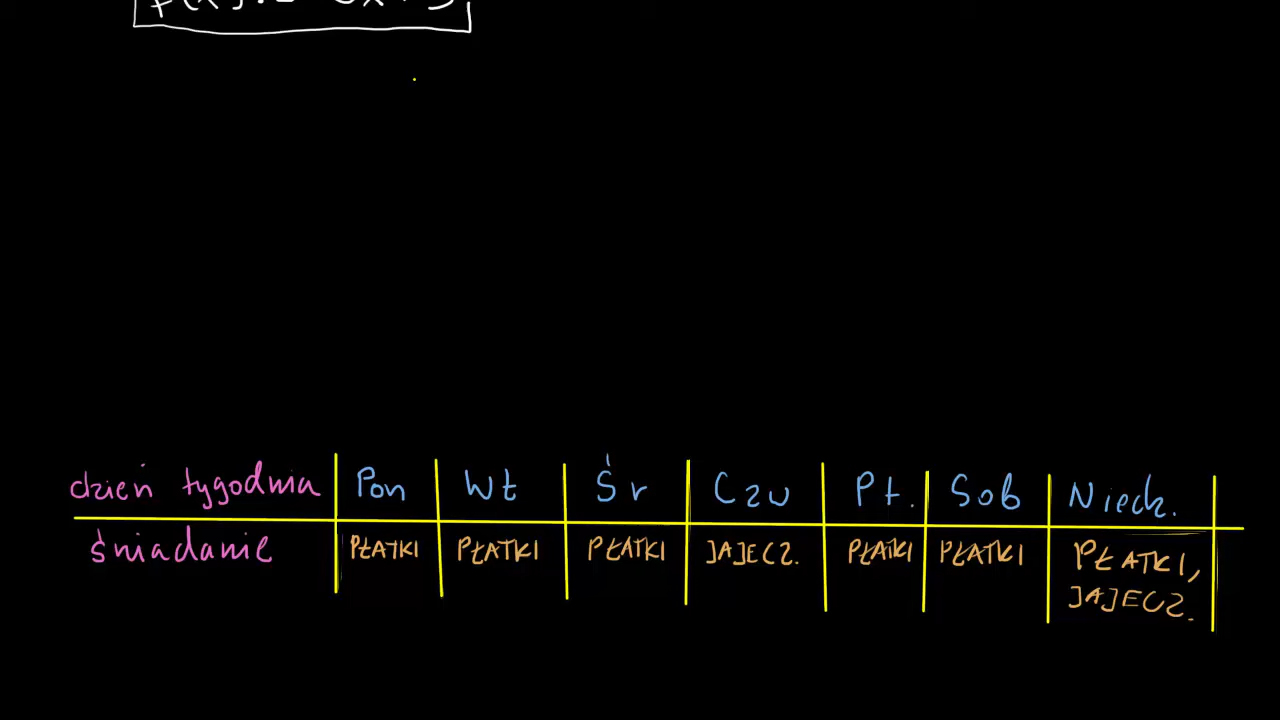 dzień tygodnia Pon Wt Śr Czw Pt. Sob Niedz.
śniadanie PŁATKI PŁATKI PŁATKI JAJECZ. PŁATKI PŁATKI PŁATKI,
JAJECZ.